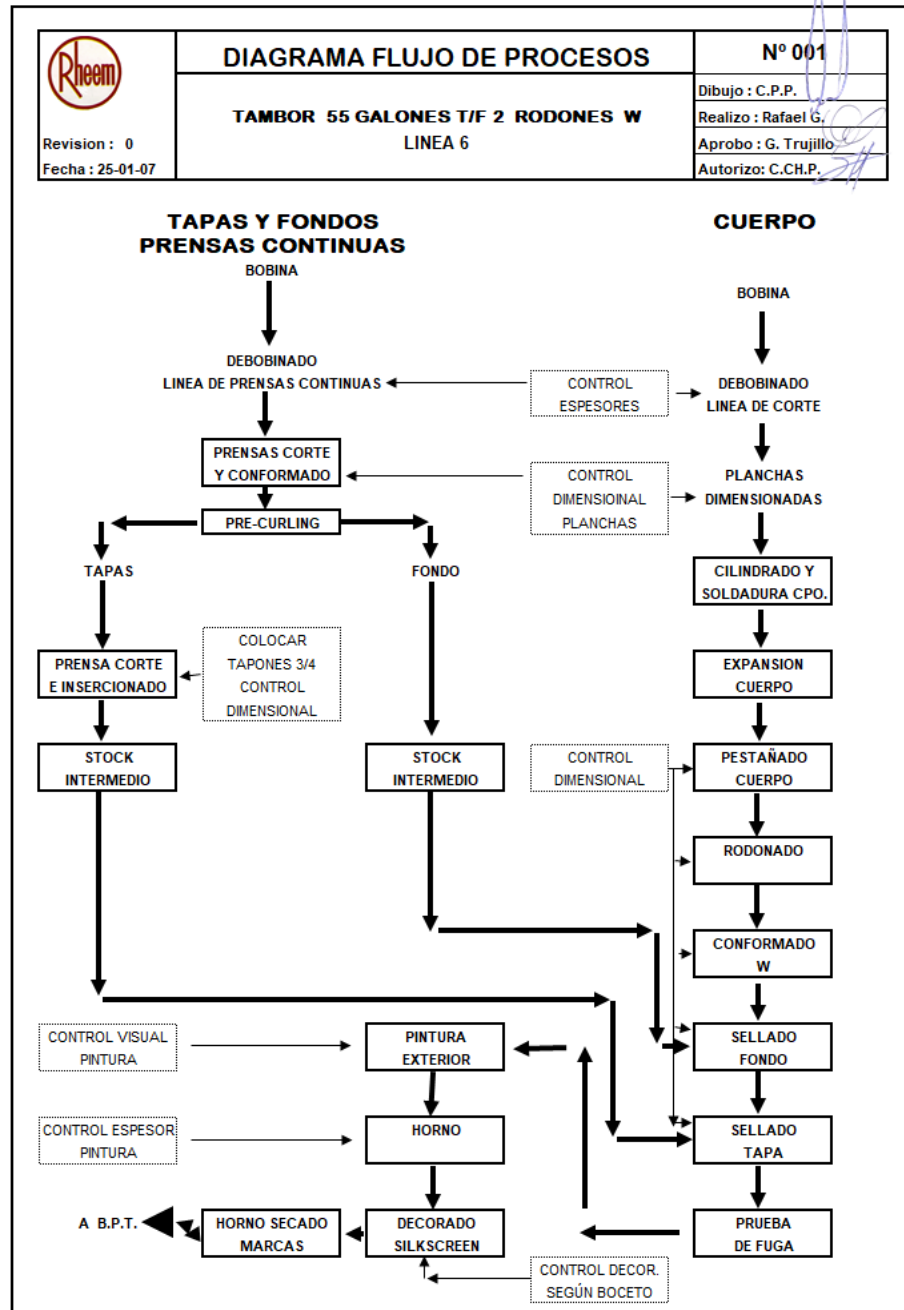 Rheem
DIAGRAMA FLUJO DE PROCESOS
Nº 001
TAMBOR 55 GALONES T/F 2 RODONES W
LINEA 6
Revision : 0
Fecha : 25-01-07
Dibujo : C.P.P.
Realizo : Rafael G.
Aprobo : G. Trujillo
Autorizo: C.CH.P.
TAPAS Y FONDOS
PRENSAS CONTINUAS
BOBINA
DEBOBINADO
LINEA DE PRENSAS CONTINUAS
PRENSAS CORTE
Y CONFORMADO
PRE-CURLING
TAPAS
FONDO
PRENSA CORTE
E INSERCIONADO
COLOCAR
TAPONES 3/4
CONTROL
DIMENSIONAL
STOCK
INTERMEDIO
STOCK
INTERMEDIO
CUERPO
BOBINA
CONTROL
ESPESORES
DEBOBINADO
LINEA DE CORTE
CONTROL
DIMENSIOINAL
PLANCHAS
PLANCHAS
DIMENSIONADAS
CILINDRADO Y
SOLDADURA CPO.
EXPANSION
CUERPO
CONTROL
DIMENSIONAL
PESTAÑADO
CUERPO
RODONADO
CONFORMADO
W
SELLADO
FONDO
SELLADO
TAPA
PRUEBA
DE FUGA
CONTROL VISUAL
PINTURA
PINTURA
EXTERIOR
CONTROL ESPESOR
PINTURA
HORNO
A B.P.T.
HORNO SECADO
MARCAS
DECORADO
SILKSCREEN
CONTROL DECOR.
SEGÚN BOCETO